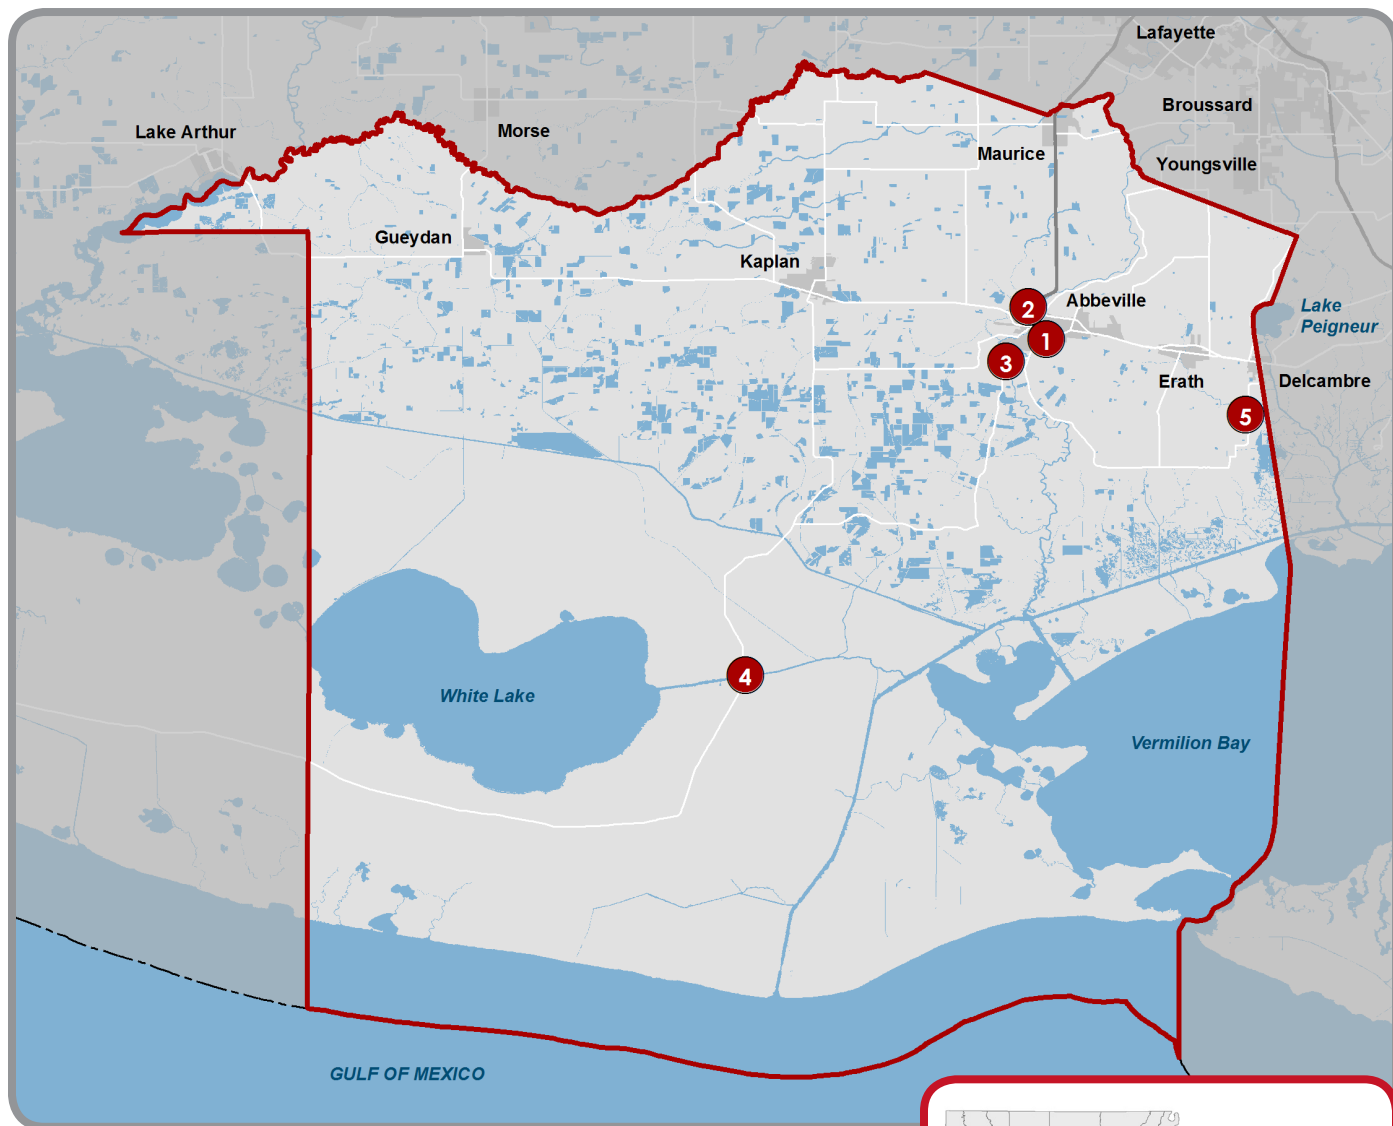 Lafayette
Broussard
Lake Arthur
Morse
Maurice
Youngsville
Gueydan
Kaplan
2
Abbeville
Lake
Peigneur
1
3
Erath
Delcambre
5
4
White Lake
Vermilion Bay
GULF OF MEXICO